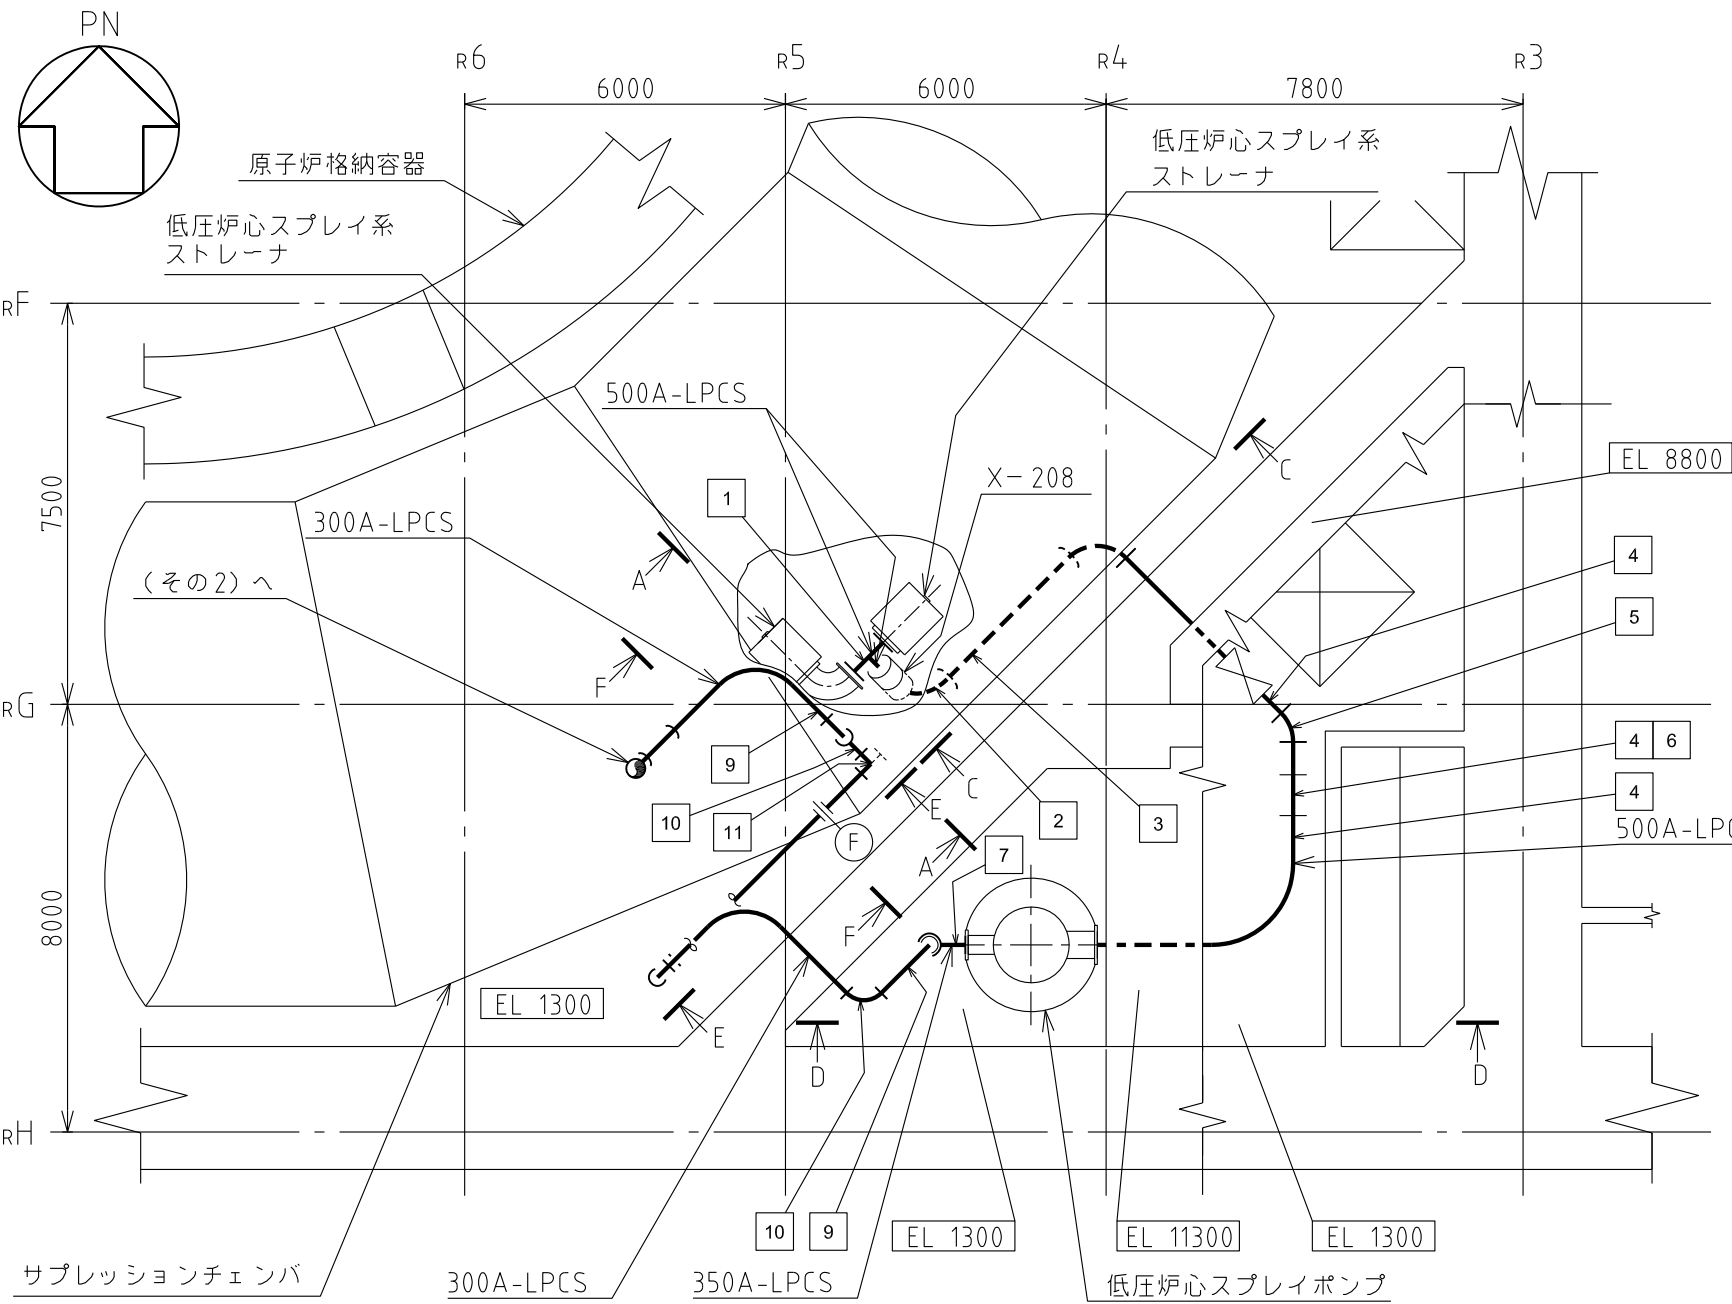 PN
R6
R5
R4
R3
6000
6000
7800
原子炉格納容器
低圧炉心スプレイ系
ストレーナ
低圧炉心スプレイ系
ストレーナ
RF
500A-LPCS
EL 8800
X-208
1
C
7500
300A-LPCS
A
(その2)へ
4
5
F
RG
9
4 6
C
E
4
10
11
2
3
500A-LPC
F
A
7
8000
F
EL 1300
E
D
D
RH
10
9
EL 1300
EL 11300
EL 1300
サプレッションチェンバ
300A-LPCS
350A-LPCS
低圧炉心スプレイポンプ